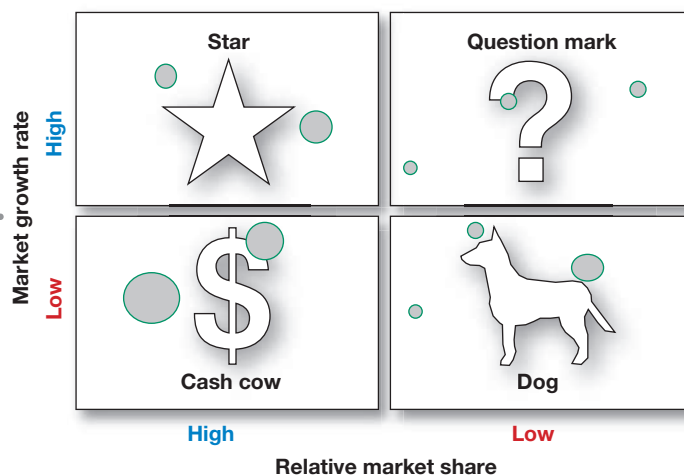 Star
Question mark
Market growth rate
High
Low
$
?
Cash cow
Dog
High
Low
Relative market share